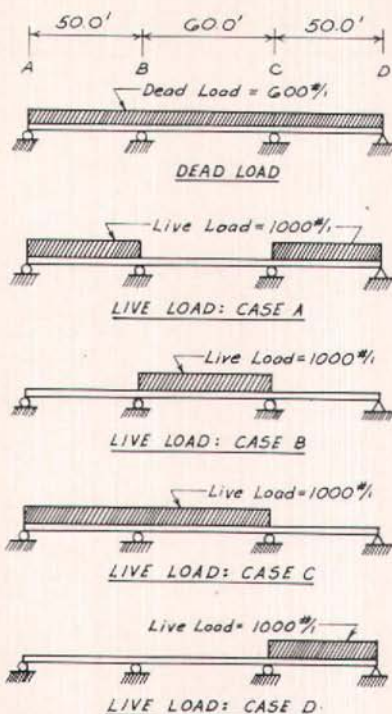 50.0' 60.0' 50.0'
A B C D
Dead Load = 600#/'
DEAD LOAD
Live Load = 1000#/'
LIVE LOAD: CASE A
Live Load = 1000#/'
LIVE LOAD: CASE B
Live Load = 1000#/'
LIVE LOAD: CASE C
Live Load = 1000#/'
LIVE LOAD: CASE D.